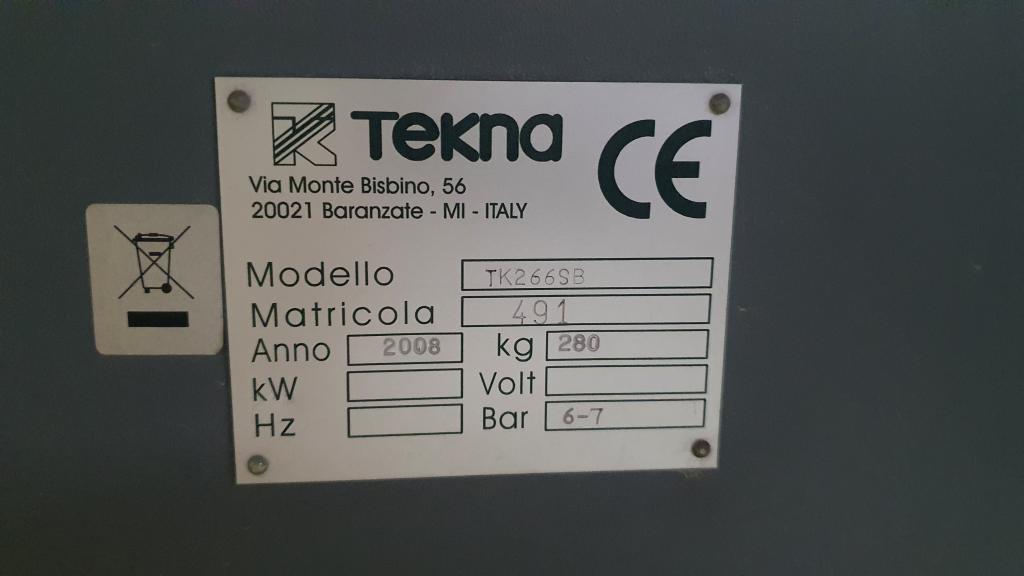 TK Tekna CE
Via Monte Bisbino, 56
20021 Baranzate - MI - ITALY
Modello TK266SB
Matricola 491
Anno 2008 kg 280
kW Volt
Hz Bar 6-7